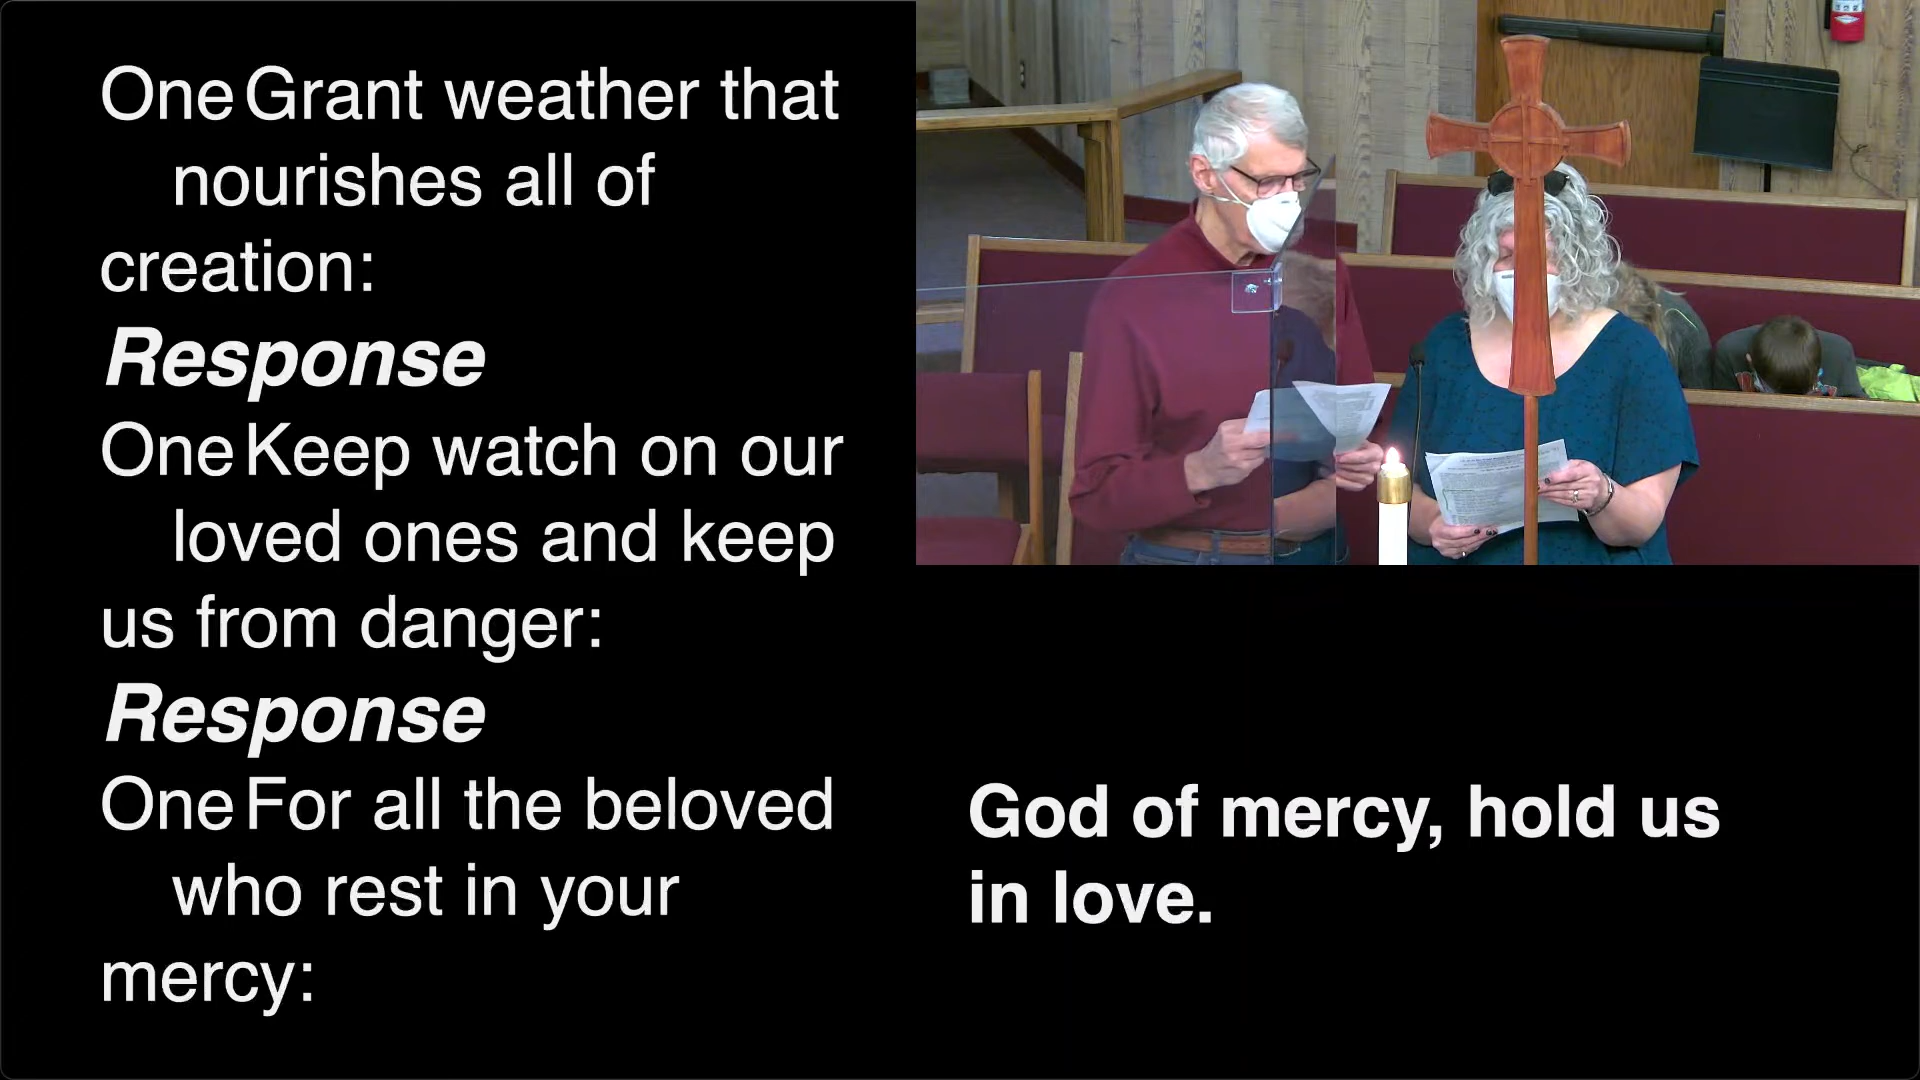 One Grant weather that
nourishes all of
creation:
Response
One Keep watch on our
loved ones and keep
us from danger:
Response
One For all the beloved
who rest in your
mercy:
God of mercy, hold us
in love.